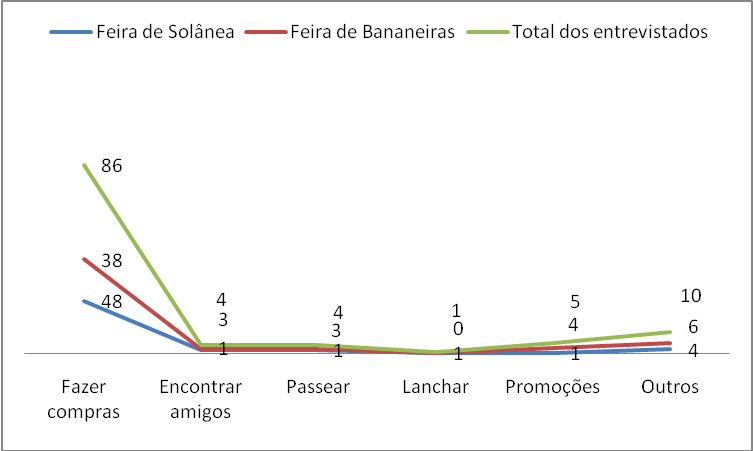 Feira de Solânea Feira de Bananeiras Total dos entrevistados
86
38
48
4
3
1
4
3
1
1
0
1
5
4
1
10
6
4
Fazer compras
Encontrar amigos
Passear
Lanchar
Promoções
Outros